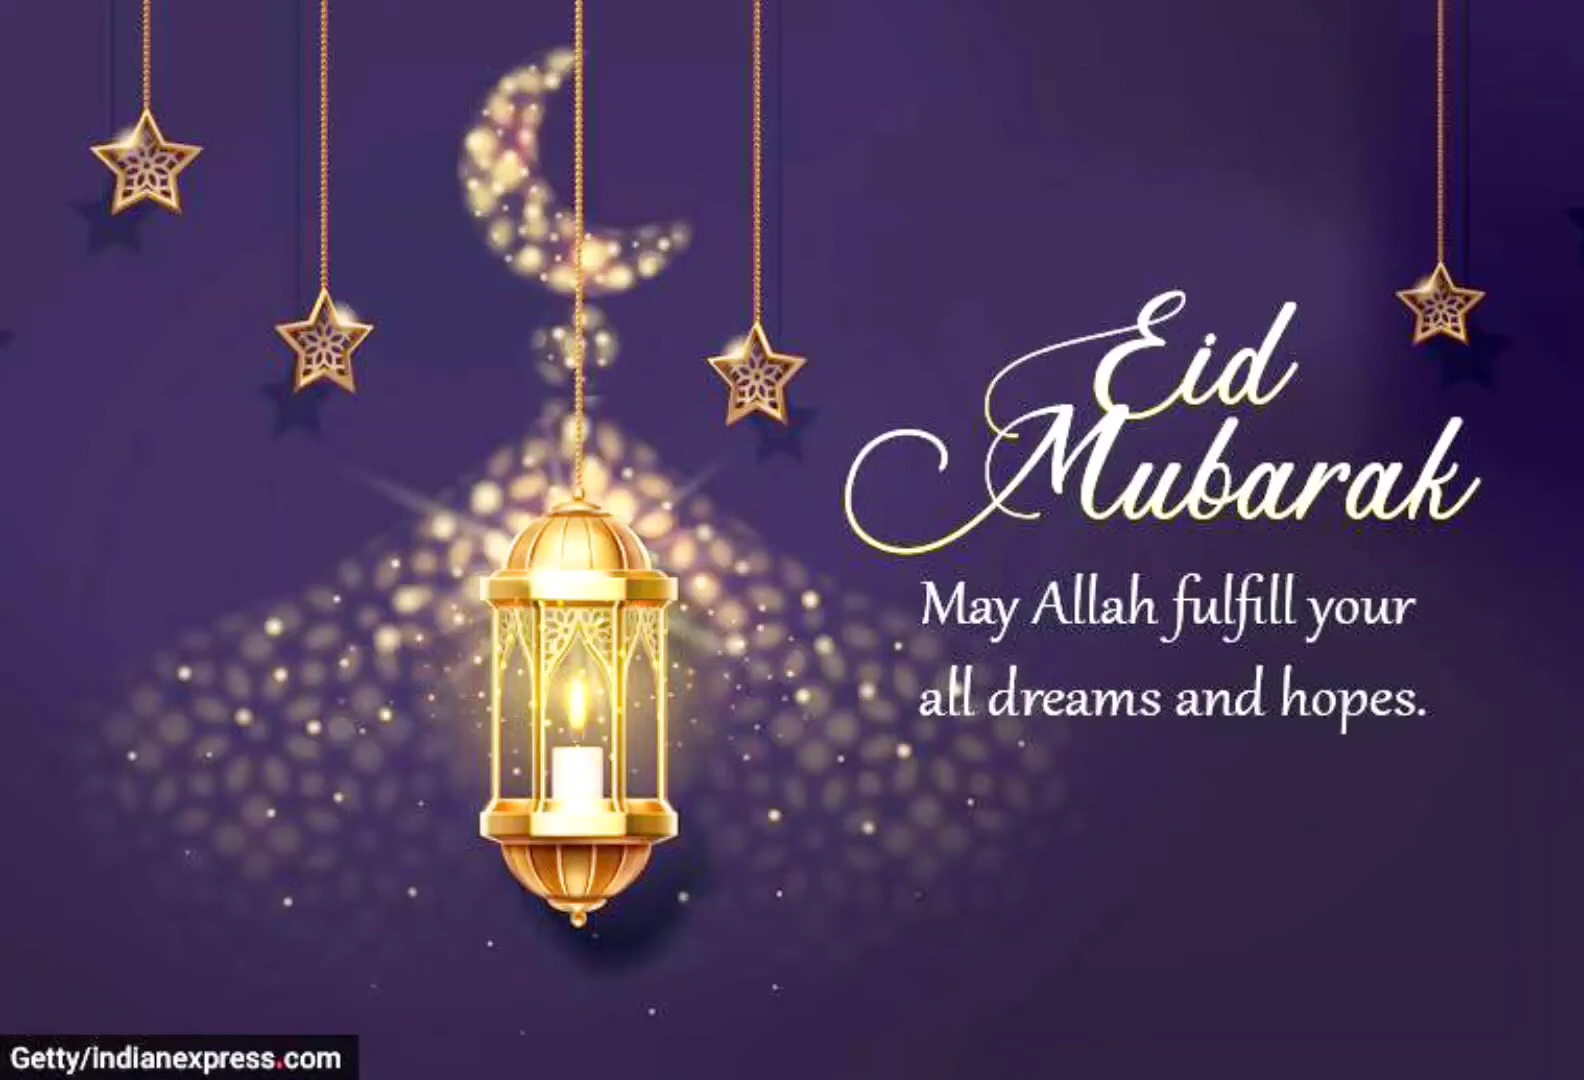 Eid
Mubarak
May Allah fulfill your
all dreams and hopes.
Getty/indianexpress.com